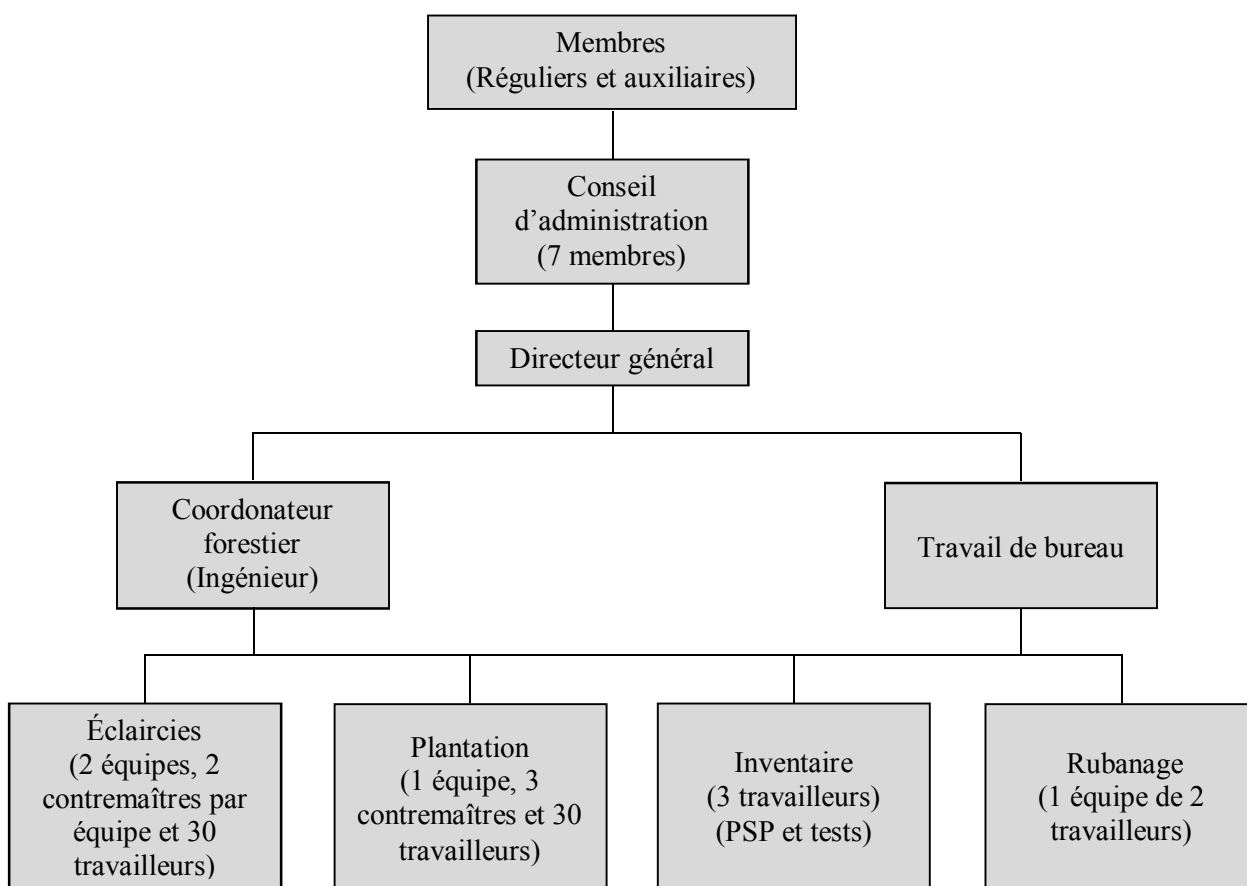 Membres
(Réguliers et auxiliaires)
Conseil
d’administration
(7 membres)
Directeur général
Coordonateur
forestier
(Ingénieur)
Travail de bureau
Éclaircies
(2 équipes, 2
contremaîtres par
équipe et 30
travailleurs)
Plantation
(1 équipe, 3
contremaîtres et 30
travailleurs)
Inventaire
(3 travailleurs)
(PSP et tests)
Rubanage
(1 équipe de 2
travailleurs)